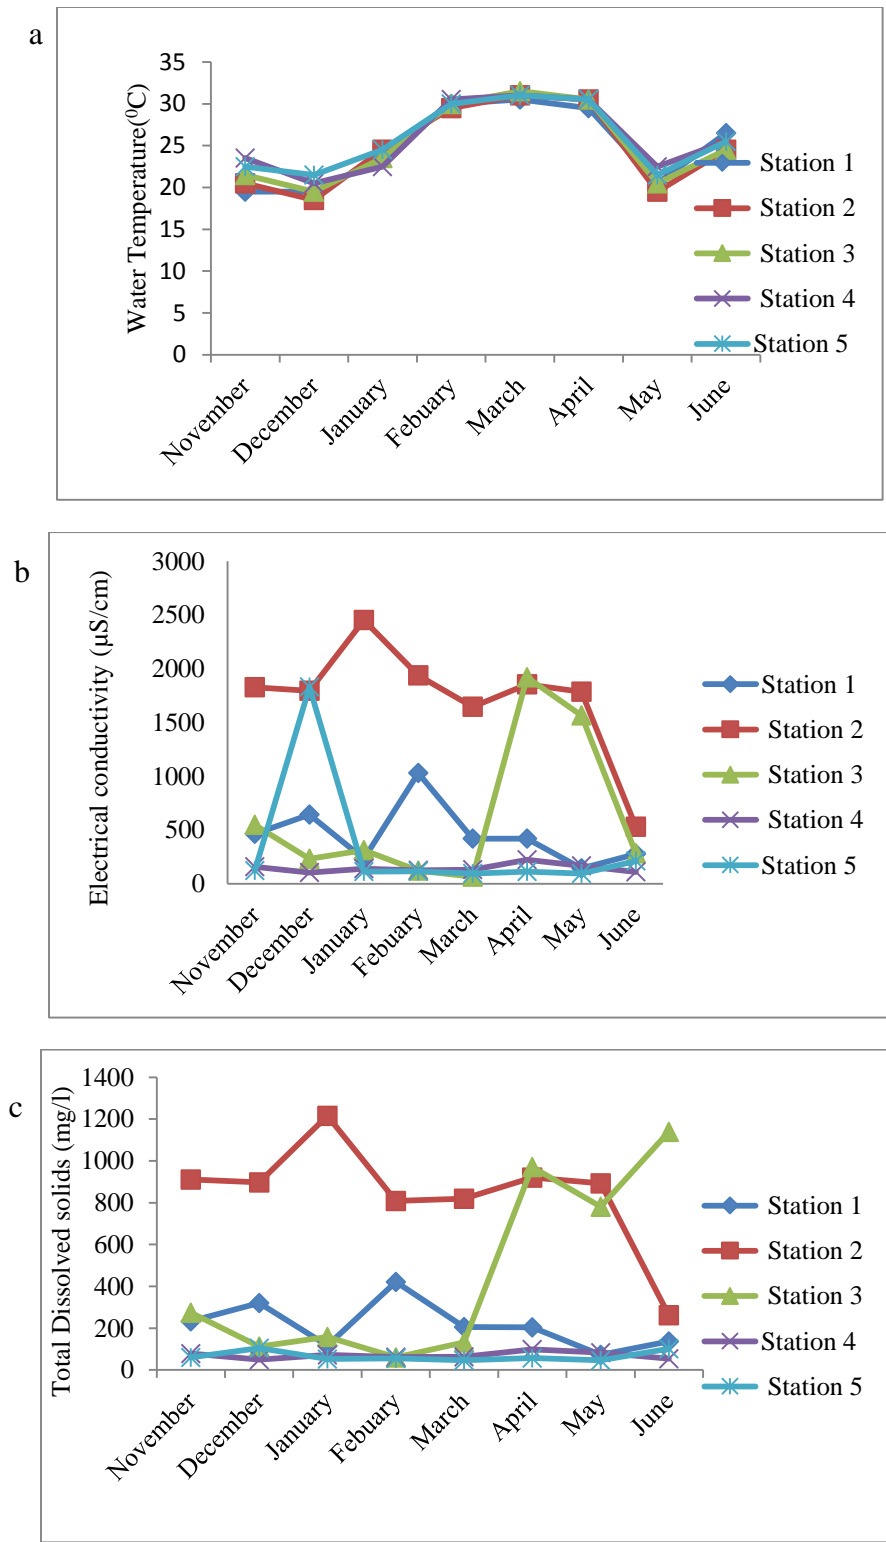 a
Water Temperature(⁰C)
35
30
25
20
15
10
5
0
November
December
January
Febuary
March
April
May
June
Station 1
Station 2
Station 3
Station 4
Station 5
b
Electrical conductivity (µS/cm)
3000
2500
2000
1500
1000
500
0
November
December
January
Febuary
March
April
May
June
Station 1
Station 2
Station 3
Station 4
Station 5
c
Total Dissolved solids (mg/l)
1400
1200
1000
800
600
400
200
0
November
December
January
Febuary
March
April
May
June
Station 1
Station 2
Station 3
Station 4
Station 5